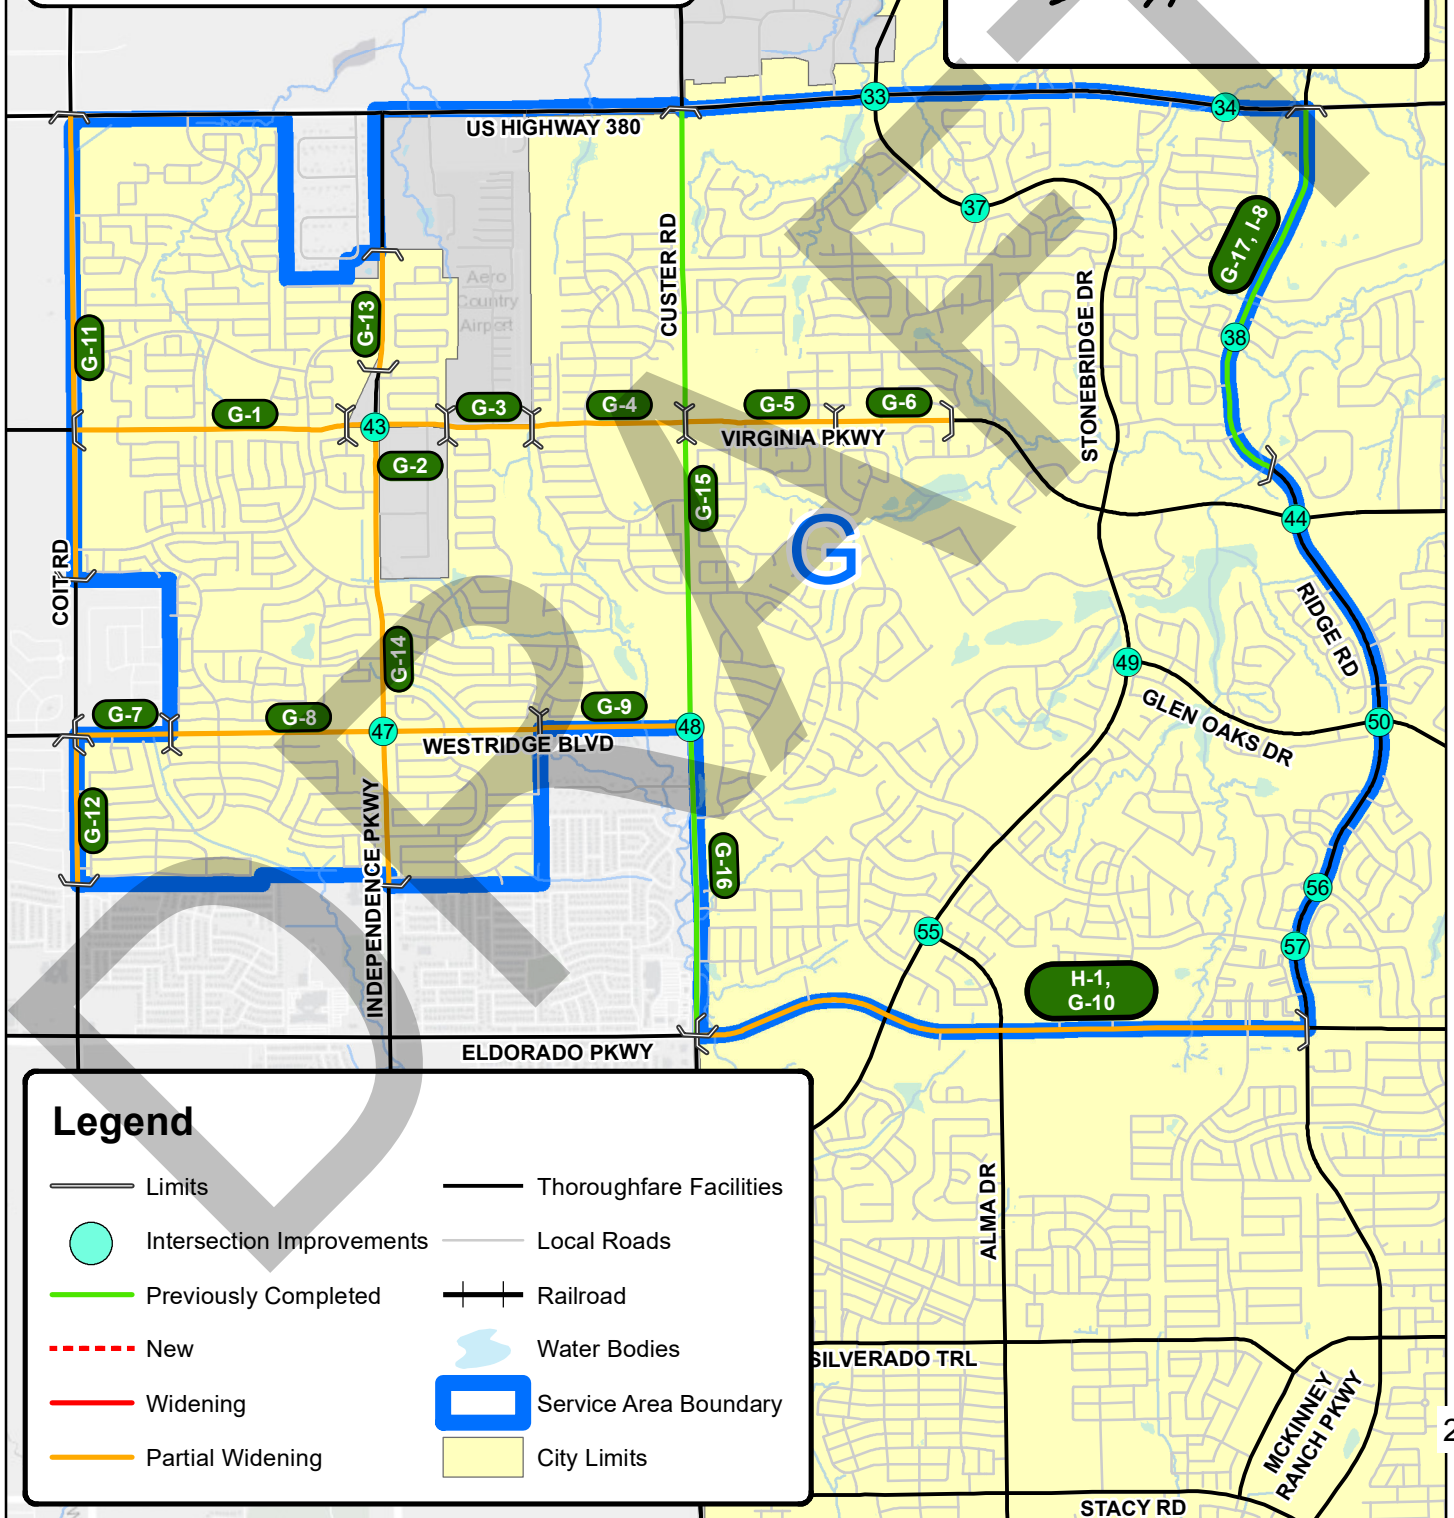 33
34
US HIGHWAY 380
37
CUSTER RD
G-17, I-8
Aero
Country
Airport
STONEBRIDGE DR
G-13
G-11
38
G-1
G-3
G-4
G-5
G-6
43
VIRGINIA PKWY
G-2
G-15
44
G
COIT RD
RIDGE RD
G-14
49
G-7
G-8
G-9
GLEN OAKS DR
50
47
WESTRIDGE BLVD
48
G-12
INDEPENDENCE PKWY
G-16
56
55
57
H-1,
G-10
ELDORADO PKWY
DRAFT
Legend
Limits
Thoroughfare Facilities
Intersection Improvements
Local Roads
Previously Completed
Railroad
New
Water Bodies
Widening
Service Area Boundary
Partial Widening
City Limits
ALMA DR
SILVERADO TRL
MCKINNEY
RANCH PKWY
2
STACY RD